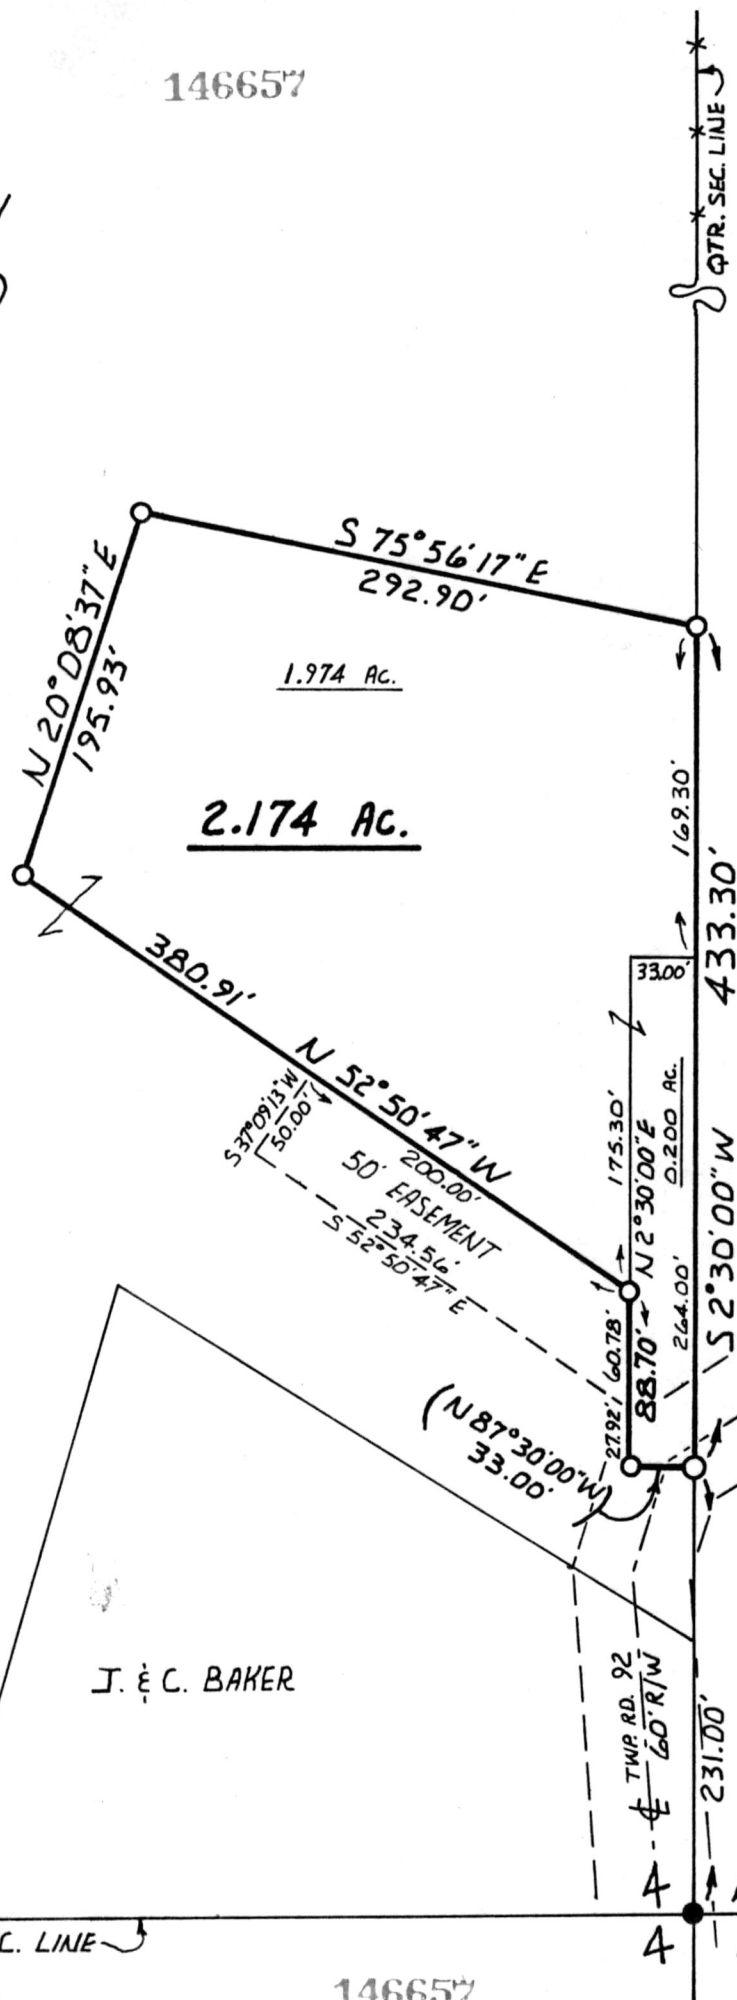 146657
QTR. SEC. LINE
S 75°56'17" E
292.90'
N 20°08'37" E
195.93'
1.974 AC.
2.174 AC.
169.30'
433.30'
33.00'
380.91'
N 52°50'47" W
200.00'
S 37°09'13" W
50.00'
50' EASEMENT
234.56'
S 52°50'47" E
175.30'
N 2°30'00" E
0.200 AC.
264.00'
S 2°30'00" W
60.78'
88.70'
27.92'
(N 87°30'00" W)
33.00'
J. & C. BAKER
TWP. RD. 92
60' R/W
℄
231.00'
4
4
C. LINE
146657